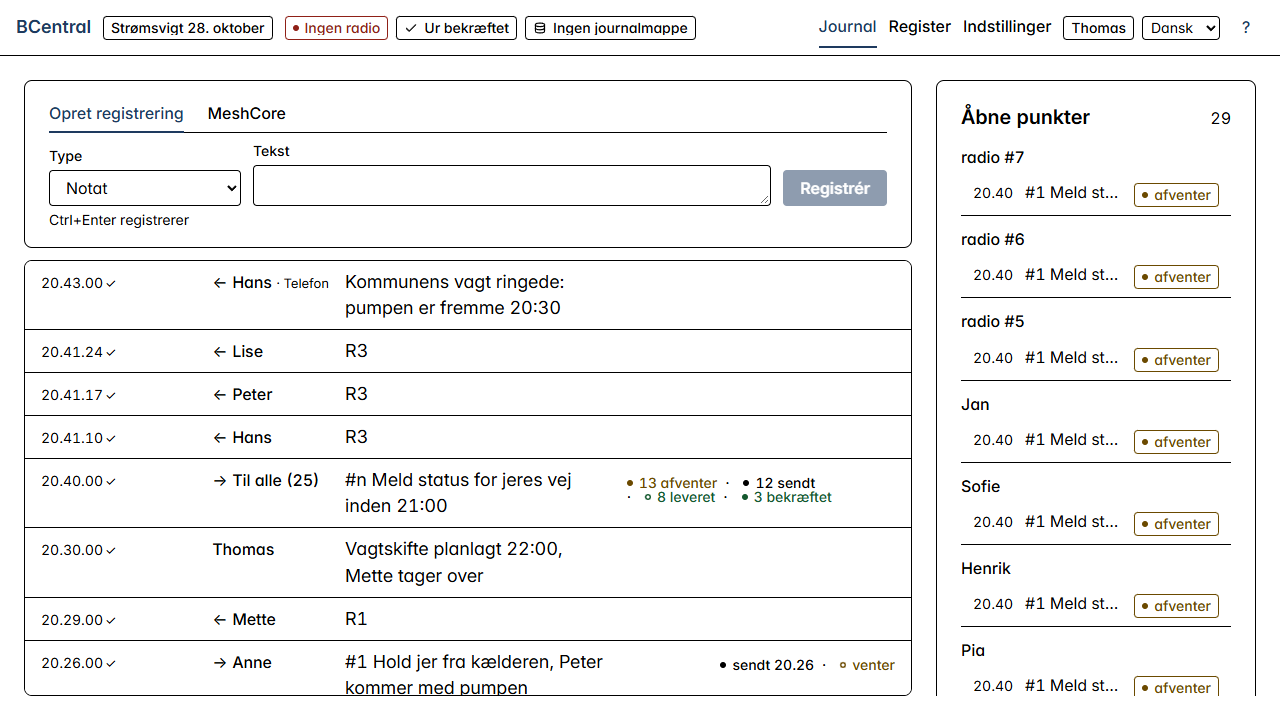 BCentral Strømsvigt 28. oktober Ingen radio Ur bekræftet Ingen journalmappe Journal Register Indstillinger Thomas Dansk ?
Opret registrering MeshCore
Type
Tekst
Notat
Registrér
Ctrl+Enter registrerer
20.43.00 ✓ ← Hans · Telefon Kommunens vagt ringede:
pumpen er fremme 20:30
20.41.24 ✓ ← Lise R3
20.41.17 ✓ ← Peter R3
20.41.10 ✓ ← Hans R3
20.40.00 ✓ → Til alle (25) #n Meld status for jeres vej
inden 21:00
13 afventer · 12 sendt
· 8 leveret · 3 bekræftet
20.30.00 ✓ Thomas Vagtskifte planlagt 22:00,
Mette tager over
20.29.00 ✓ ← Mette R1
20.26.00 ✓ → Anne #1 Hold jer fra kælderen, Peter
kommer med pumpen
sendt 20.26 · venter
Åbne punkter 29
radio #7
20.40 #1 Meld st... afventer
radio #6
20.40 #1 Meld st... afventer
radio #5
20.40 #1 Meld st... afventer
Jan
20.40 #1 Meld st... afventer
Sofie
20.40 #1 Meld st... afventer
Henrik
20.40 #1 Meld st... afventer
Pia
20.40 #1 Meld st... afventer